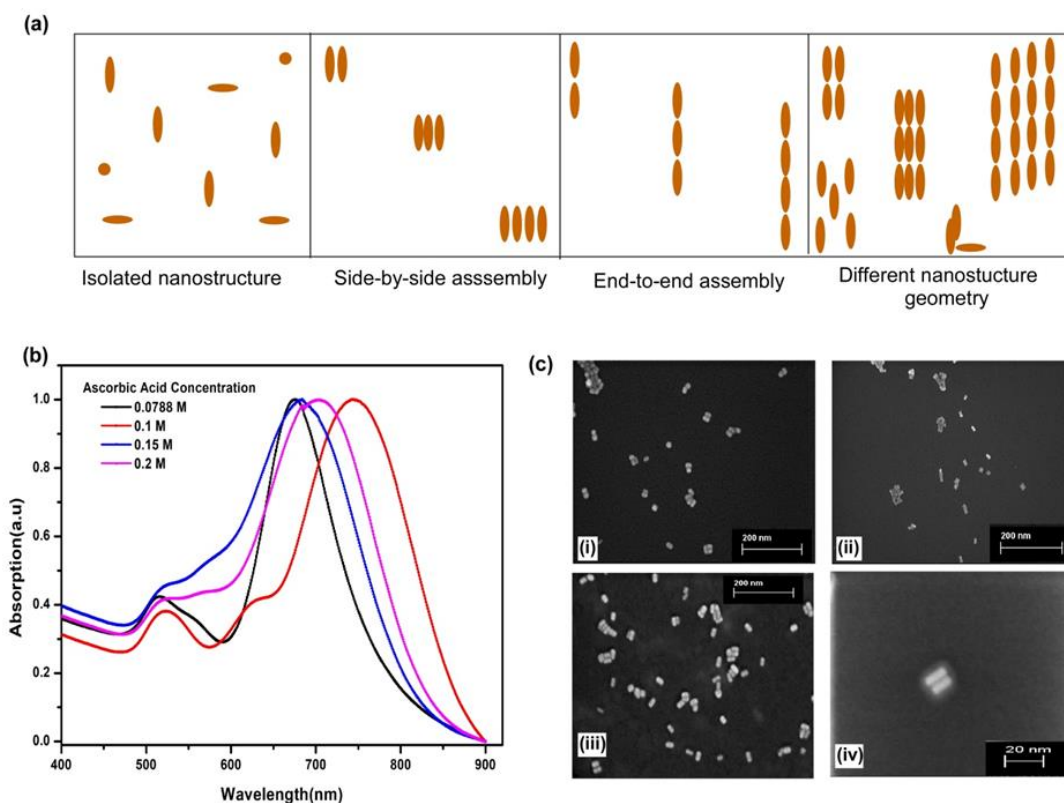 (a)
Isolated nanostructure
Side-by-side asssembly
End-to-end assembly
Different nanostucture
geometry
(b)
Ascorbic Acid Concentration
0.0788 M
0.1 M
0.15 M
0.2 M
1.0
0.8
0.6
0.4
0.2
0.0
Absorption(a.u)
400
500
600
700
800
900
Wavelength(nm)
(c)
(i)
200 nm
(ii)
200 nm
200 nm
(iii)
(iv)
20 nm